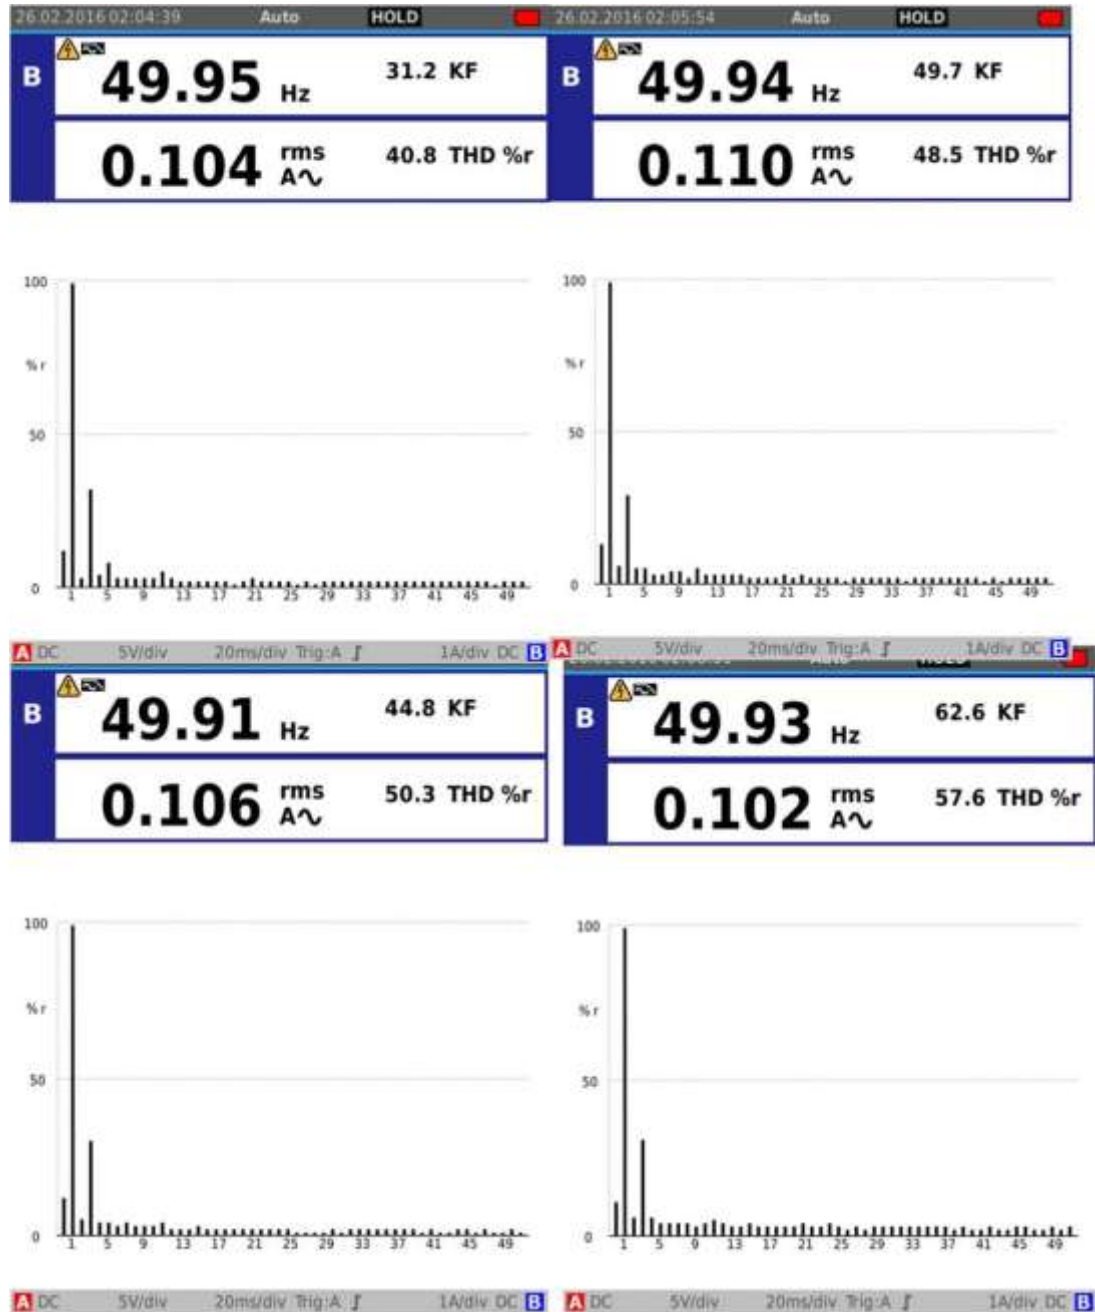 26.02.2016 02:04:39 Auto HOLD
B 49.95 Hz 31.2 KF
0.104 rms A∿ 40.8 THD %r
100
%r
50
0
1 5 9 13 17 21 25 29 33 37 41 45 49
A DC 5V/div 20ms/div Trig:A ʃ 1A/div DC B
26.02.2016 02:05:54 Auto HOLD
B 49.94 Hz 49.7 KF
0.110 rms A∿ 48.5 THD %r
100
%r
50
0
1 5 9 13 17 21 25 29 33 37 41 45 49
A DC 5V/div 20ms/div Trig:A ʃ 1A/div DC B
B 49.91 Hz 44.8 KF
0.106 rms A∿ 50.3 THD %r
100
%r
50
0
1 5 9 13 17 21 25 29 33 37 41 45 49
A DC 5V/div 20ms/div Trig:A ʃ 1A/div DC B
HOLD
B 49.93 Hz 62.6 KF
0.102 rms A∿ 57.6 THD %r
100
%r
50
0
1 5 9 13 17 21 25 29 33 37 41 45 49
A DC 5V/div 20ms/div Trig:A ʃ 1A/div DC B